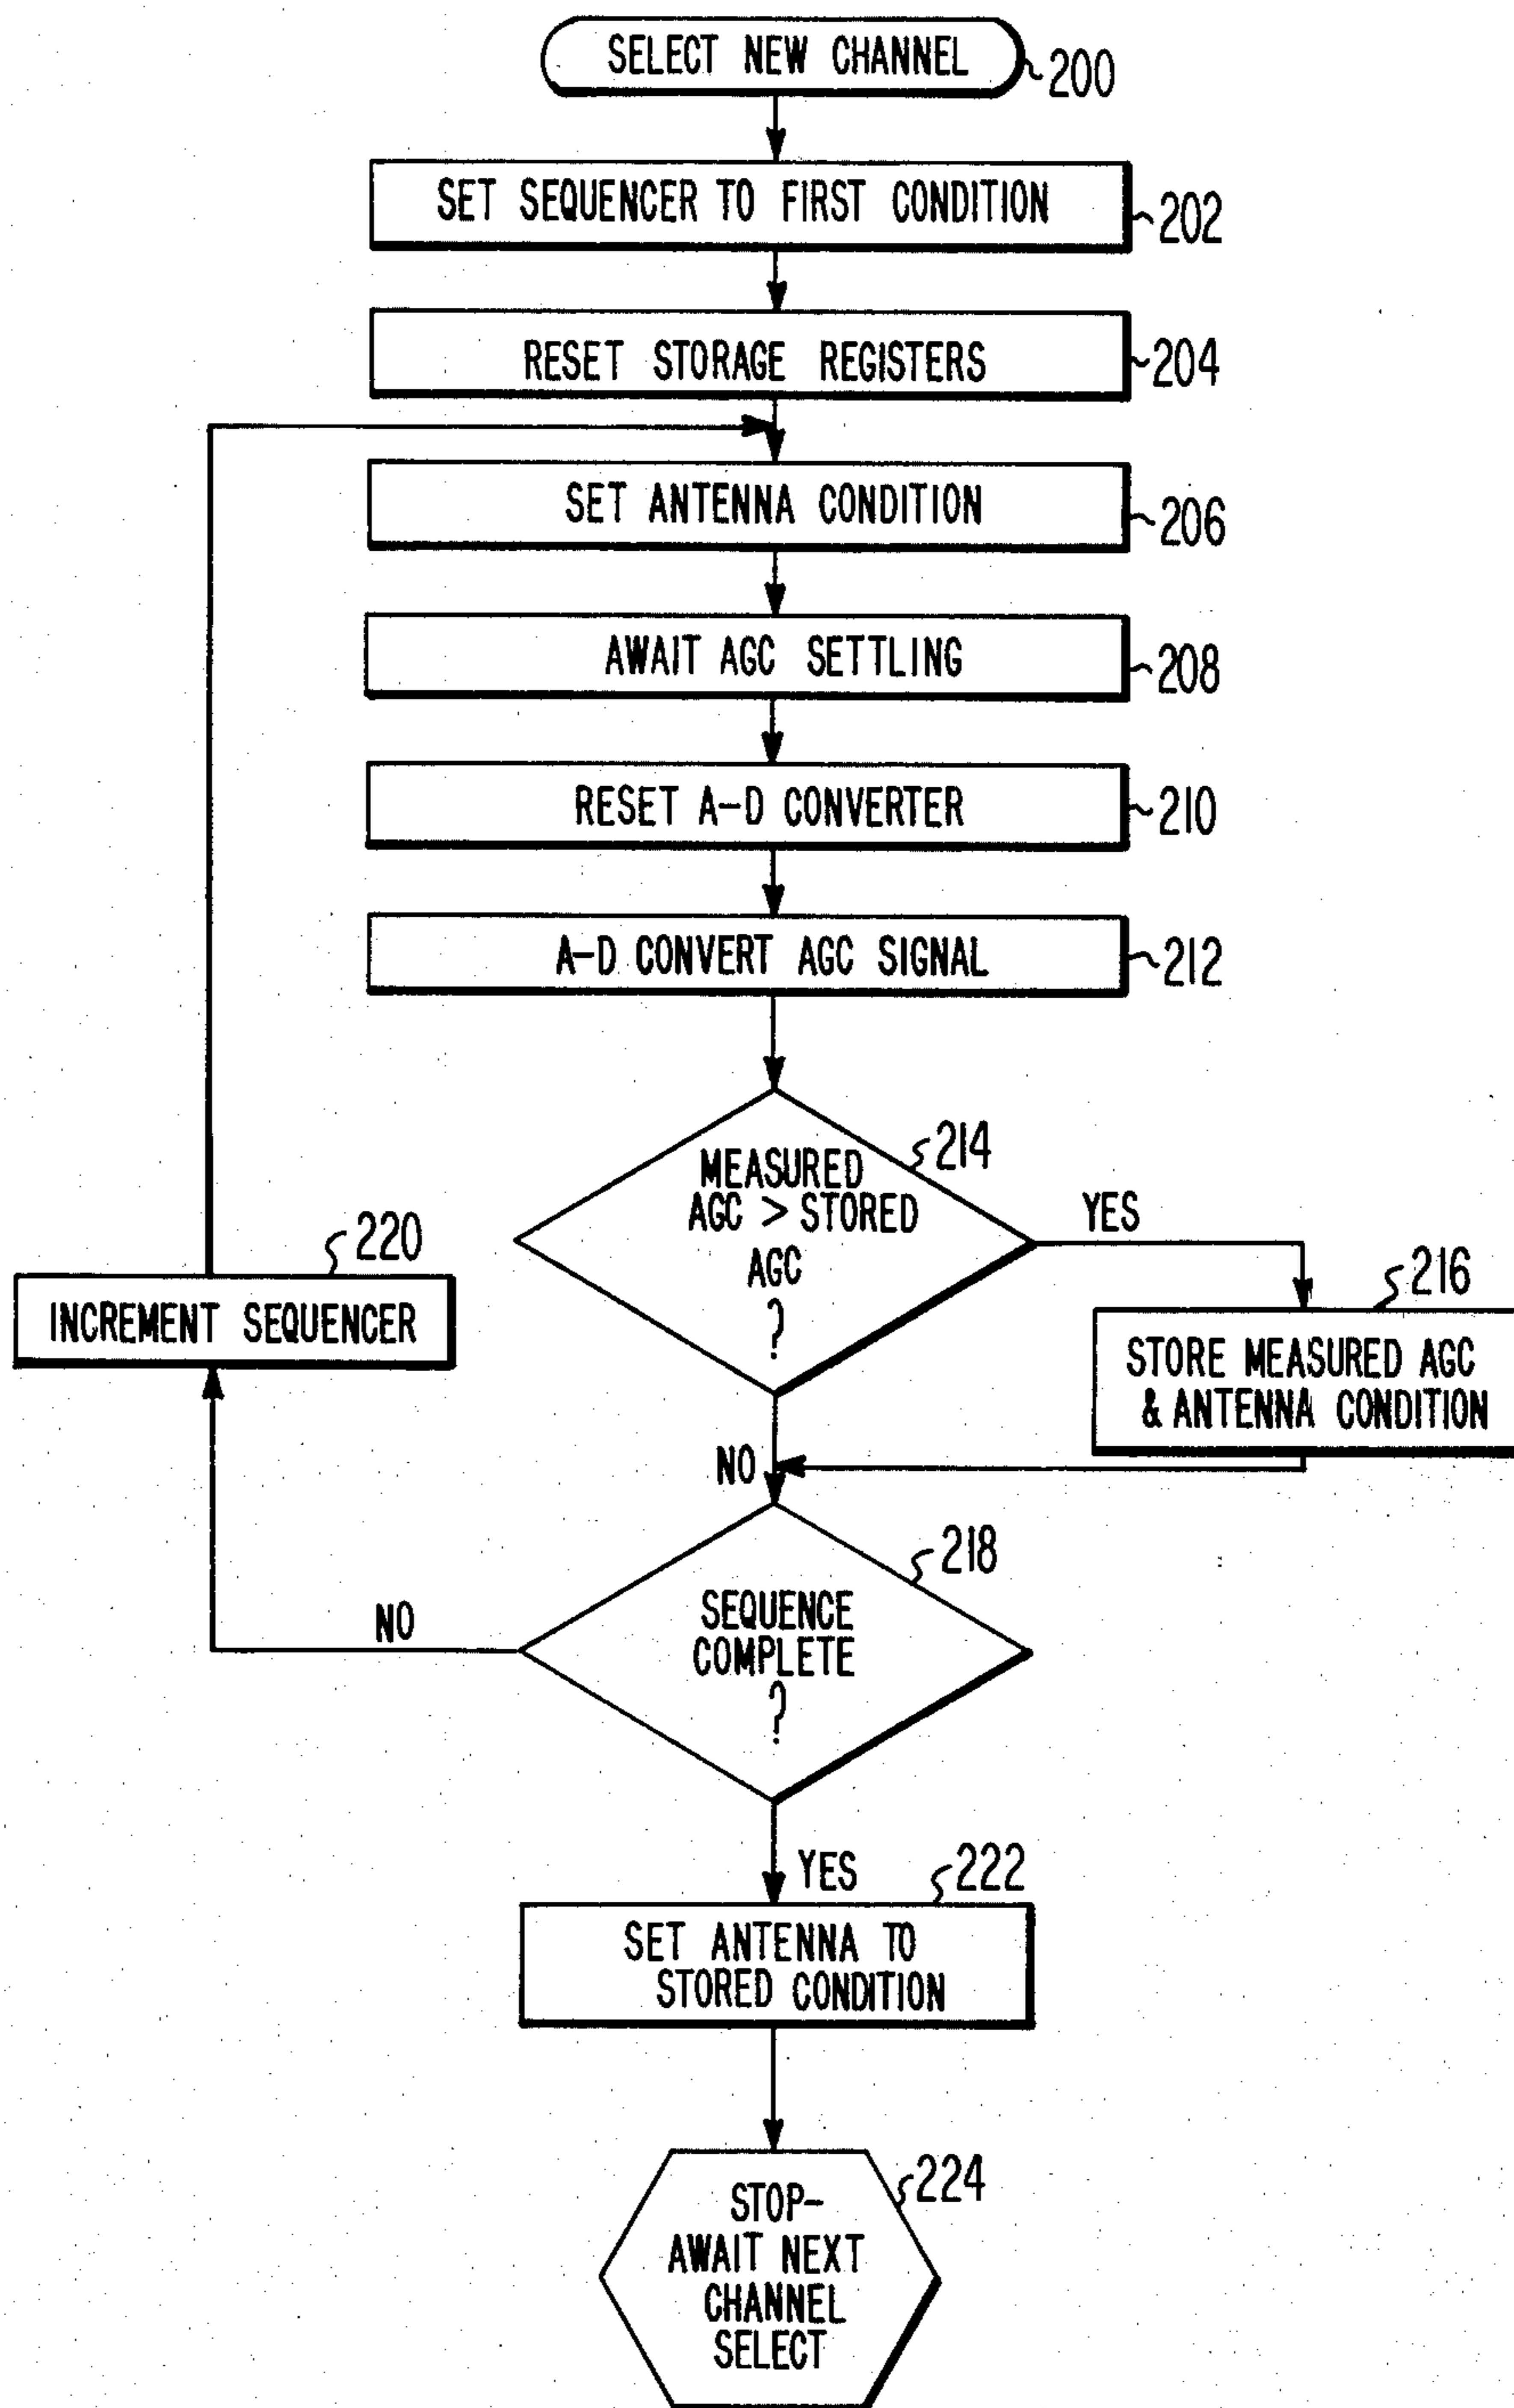 SELECT NEW CHANNEL
200
SET SEQUENCER TO FIRST CONDITION
202
RESET STORAGE REGISTERS
204
SET ANTENNA CONDITION
206
AWAIT AGC SETTLING
208
RESET A-D CONVERTER
210
A-D CONVERT AGC SIGNAL
212
214
MEASURED
AGC > STORED
AGC
?
YES
216
STORE MEASURED AGC
& ANTENNA CONDITION
220
INCREMENT SEQUENCER
NO
218
SEQUENCE
COMPLETE
?
NO
YES
222
SET ANTENNA TO
STORED CONDITION
224
STOP-
AWAIT NEXT
CHANNEL
SELECT